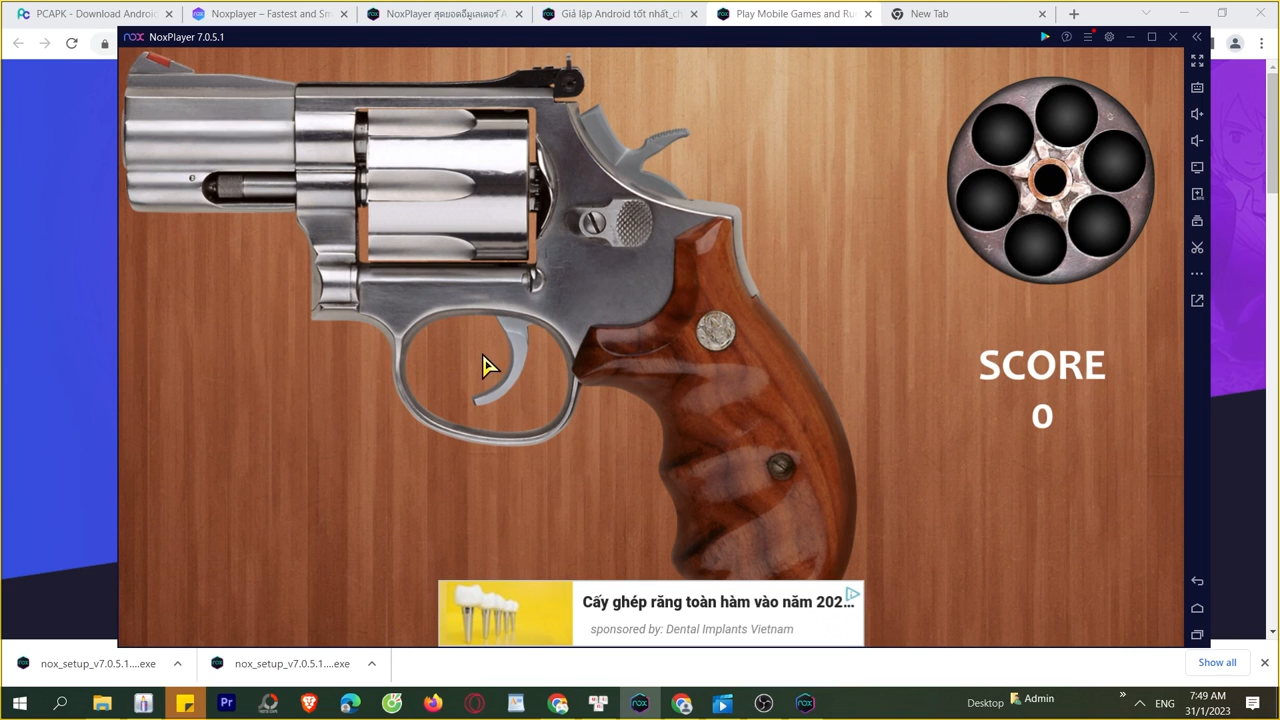 PCAPK - Download Androi
Noxplayer – Fastest and Sm
NoxPlayer สุดยอดอีมูเลเตอร์ A
Giả lập Android tốt nhất_ch
Play Mobile Games and Ru
New Tab
nox NoxPlayer 7.0.5.1
SCORE
0
Cấy ghép răng toàn hàm vào năm 202...
sponsored by: Dental Implants Vietnam
nox_setup_v7.0.5.1....exe
nox_setup_v7.0.5.1....exe
Show all
Pr
Desktop
Admin
ENG
7:49 AM
31/1/2023